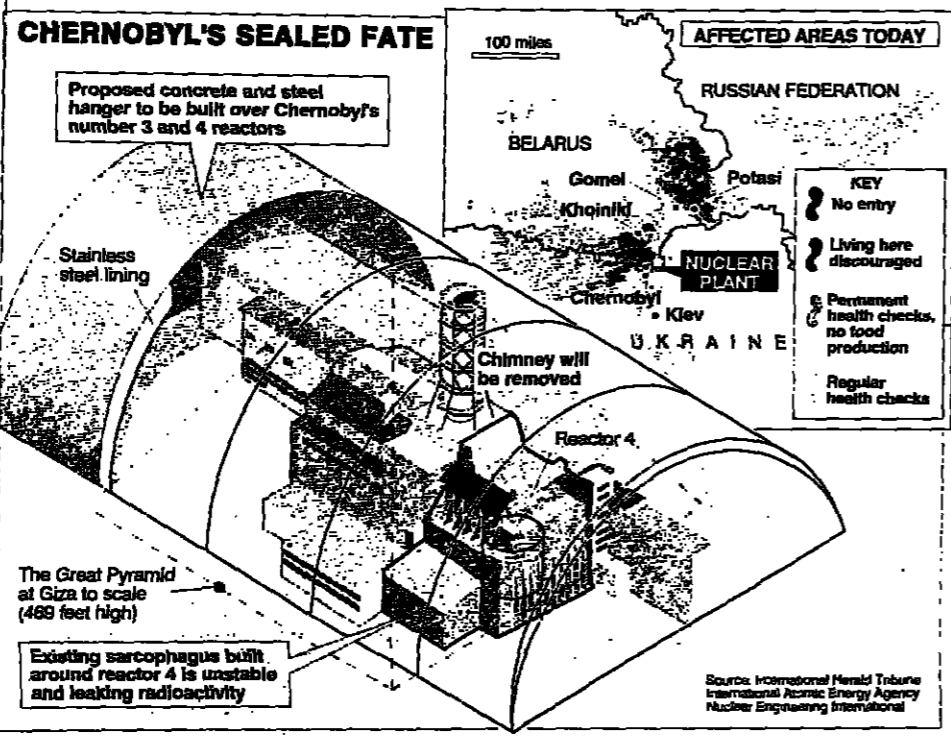 CHERNOBYL'S SEALED FATE
Proposed concrete and steel
hanger to be built over Chernobyl's
number 3 and 4 reactors
Stainless
steel lining
Chimney will
be removed
Reactor 4
The Great Pyramid
at Giza to scale
(469 feet high)
Existing sarcophagus built
around reactor 4 is unstable
and leaking radioactivity
100 miles
AFFECTED AREAS TODAY
RUSSIAN FEDERATION
BELARUS
Gomel
Potasi
Khoiniki
NUCLEAR
PLANT
Chernobyl
Kiev
UKRAINE
KEY
No entry
Living here
discouraged
Permanent
health checks,
no food
production
Regular
health checks
Source: International Herald Tribune
International Atomic Energy Agency
Nuclear Engineering International